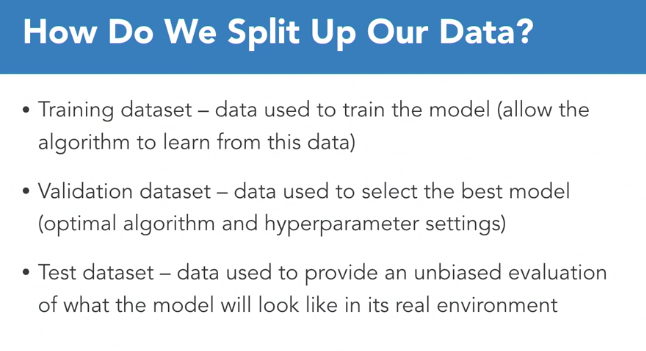 How Do We Split Up Our Data?
• Training dataset – data used to train the model (allow the
algorithm to learn from this data)
• Validation dataset – data used to select the best model
(optimal algorithm and hyperparameter settings)
• Test dataset – data used to provide an unbiased evaluation
of what the model will look like in its real environment